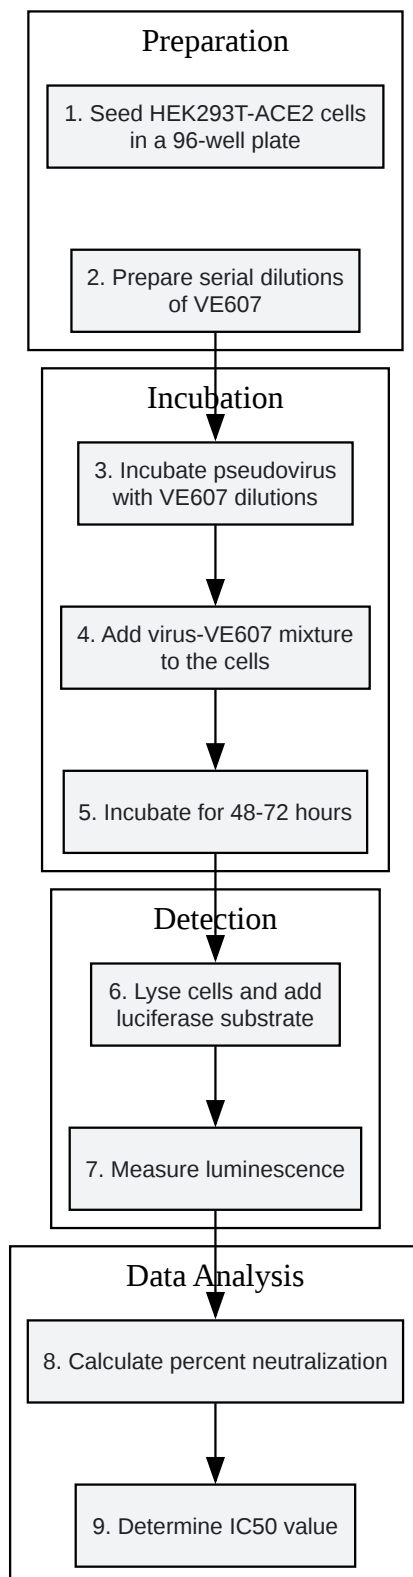 Preparation
1. Seed HEK293T-ACE2 cells
in a 96-well plate
2. Prepare serial dilutions
of VE607
Incubation
3. Incubate pseudovirus
with VE607 dilutions
4. Add virus-VE607 mixture
to the cells
5. Incubate for 48-72 hours
Detection
6. Lyse cells and add
luciferase substrate
7. Measure luminescence
Data Analysis
8. Calculate percent neutralization
9. Determine IC50 value